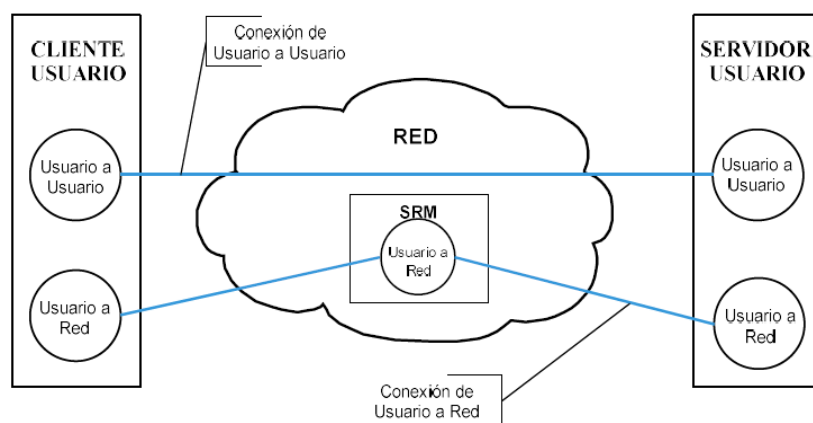 CLIENTE
USUARIO
Conexión de
Usuario a Usuario
SERVIDOR
USUARIO
RED
Usuario a
Usuario
Usuario a
Usuario
SRM
Usuario a
Red
Usuario a
Red
Usuario a
Red
Conexión de
Usuario a Red